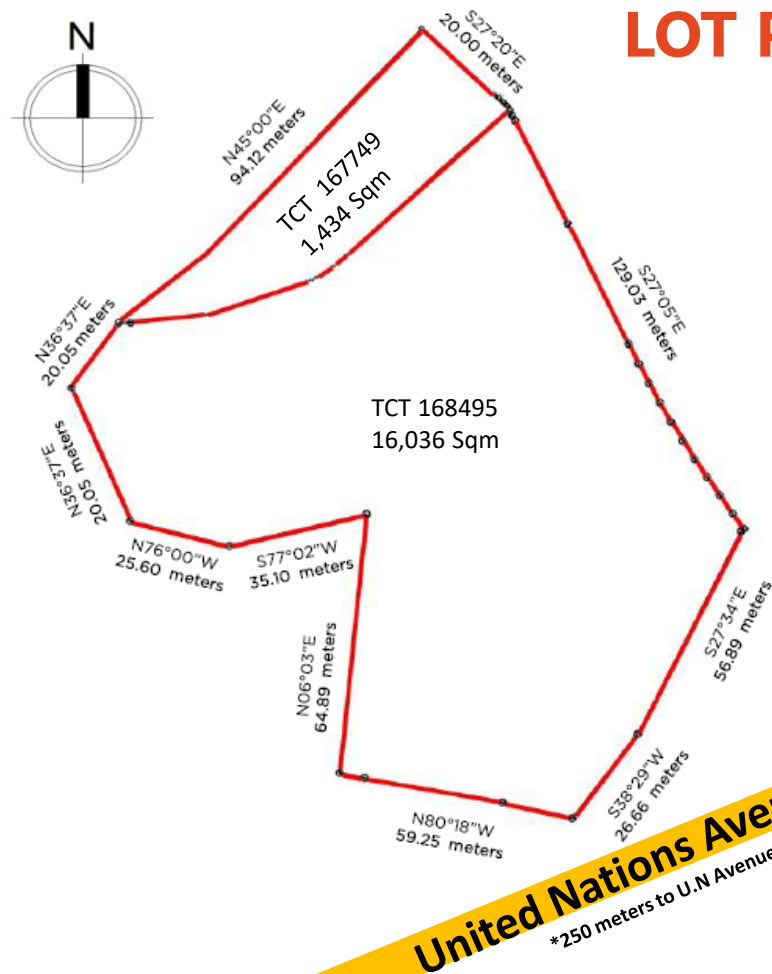 N
LOT
S27°20"E
20.00 meters
N45°00"E
94.12 meters
TCT 167749
1,434 Sqm
N36°37"E
20.05 meters
S27°05"E
129.03 meters
TCT 168495
16,036 Sqm
N36°37"E
20.05 meters
N76°00"W
25.60 meters
S77°02"W
35.10 meters
N06°03"E
64.89 meters
S27°34"E
56.89 meters
S38°29"W
26.66 meters
N80°18"W
59.25 meters
United Nations
*250 meters to U.N Avenue